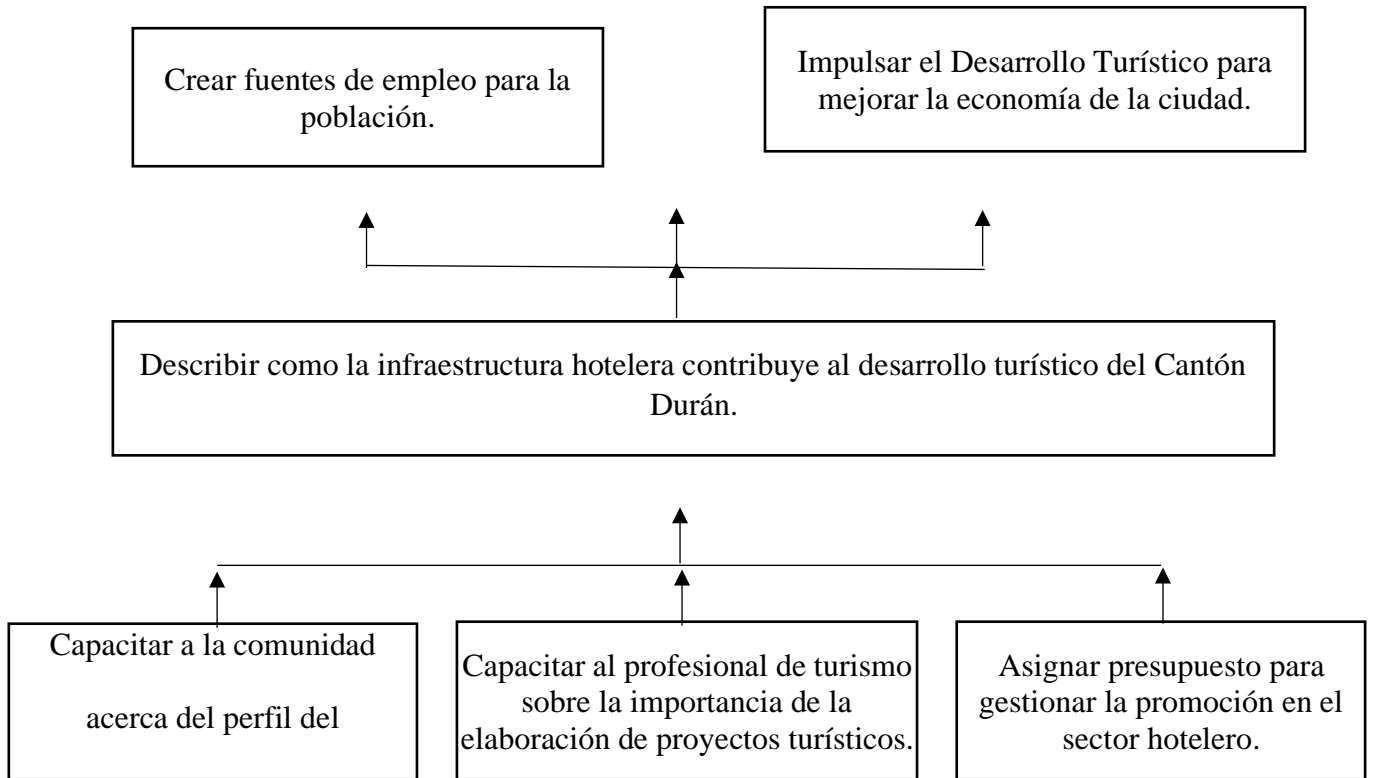 Crear fuentes de empleo para la
población.
Impulsar el Desarrollo Turístico para
mejorar la economía de la ciudad.
Describir como la infraestructura hotelera contribuye al desarrollo turístico del Cantón
Durán.
Capacitar a la comunidad
acerca del perfil del
Capacitar al profesional de turismo
sobre la importancia de la
elaboración de proyectos turísticos.
Asignar presupuesto para
gestionar la promoción en el
sector hotelero.